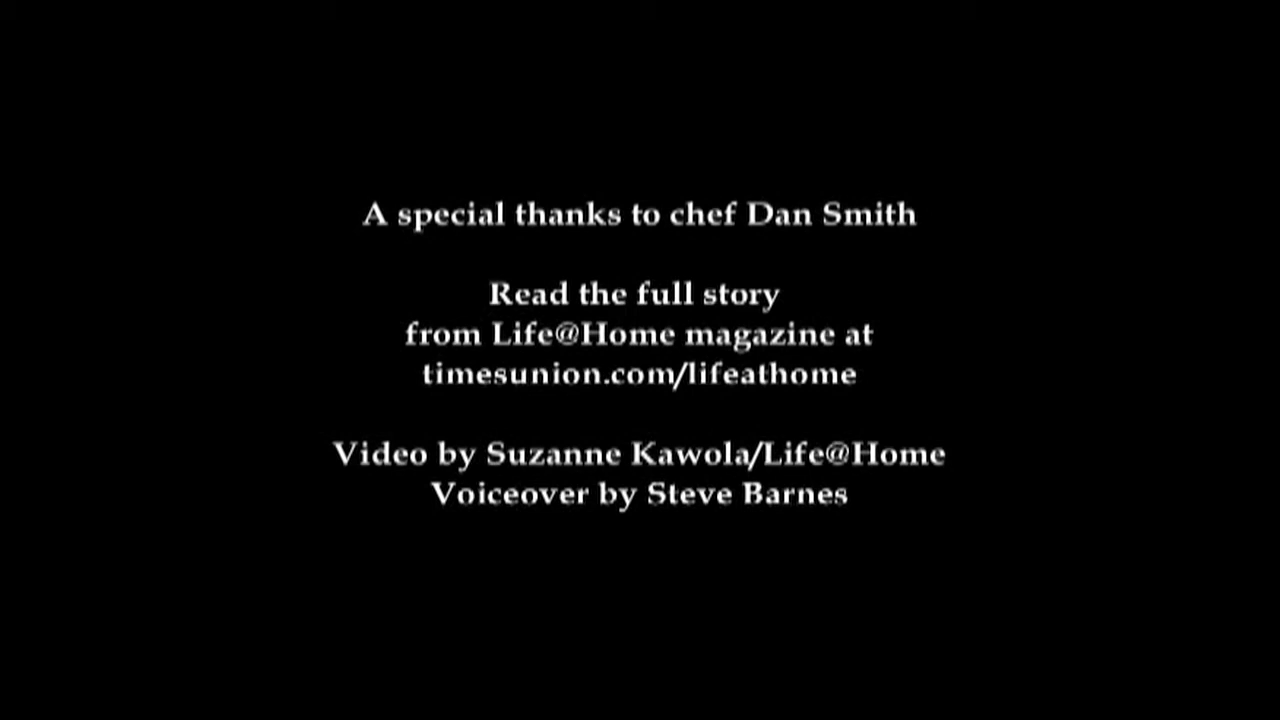 A special thanks to chef Dan Smith
Read the full story
from Life@Home magazine at
timesunion.com/lifeathome
Video by Suzanne Kawola/Life@Home
Voiceover by Steve Barnes